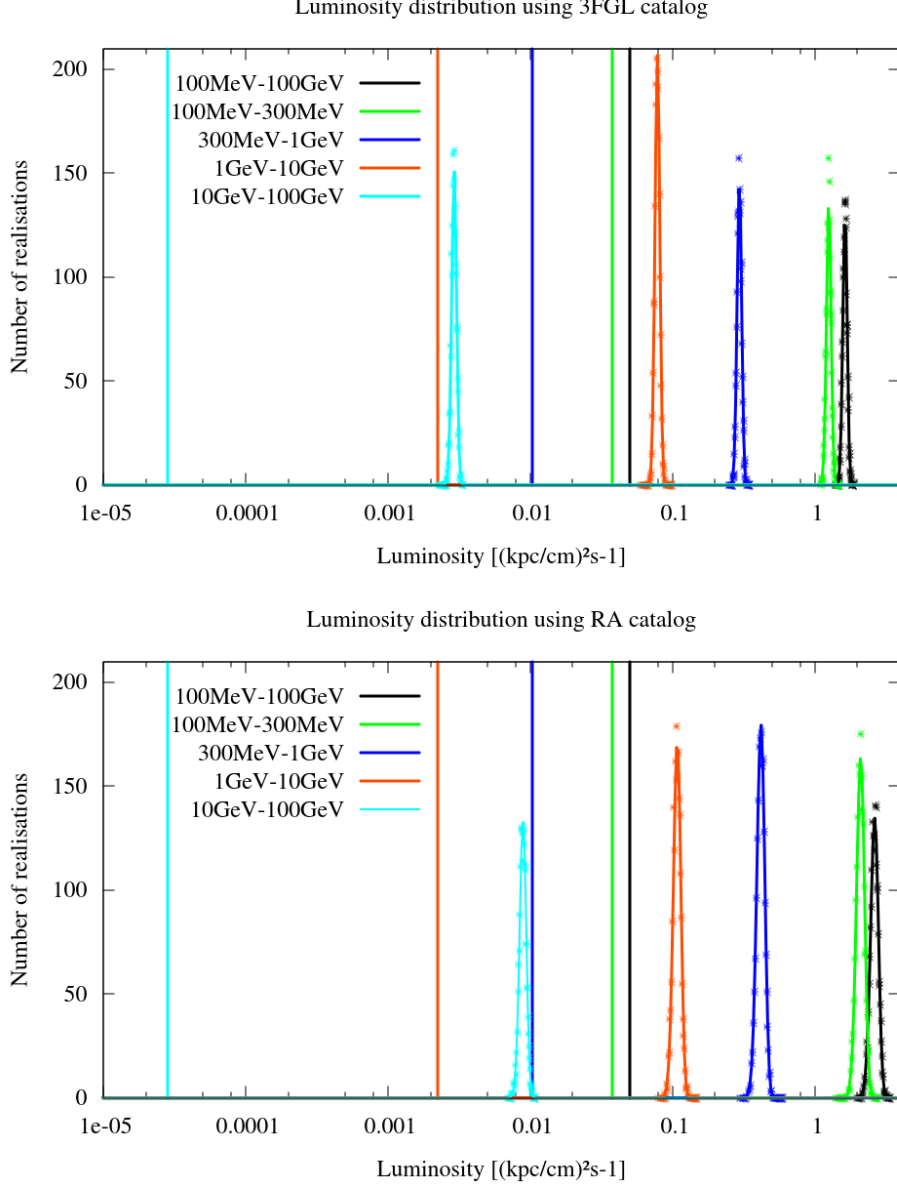 Luminosity distribution using 3FGL catalog
Number of realisations
200
150
100
50
0
100MeV-100GeV
100MeV-300MeV
300MeV-1GeV
1GeV-10GeV
10GeV-100GeV
1e-05 0.0001 0.001 0.01 0.1 1
Luminosity [(kpc/cm)²s-1]
Luminosity distribution using RA catalog
Number of realisations
200
150
100
50
0
100MeV-100GeV
100MeV-300MeV
300MeV-1GeV
1GeV-10GeV
10GeV-100GeV
1e-05 0.0001 0.001 0.01 0.1 1
Luminosity [(kpc/cm)²s-1]